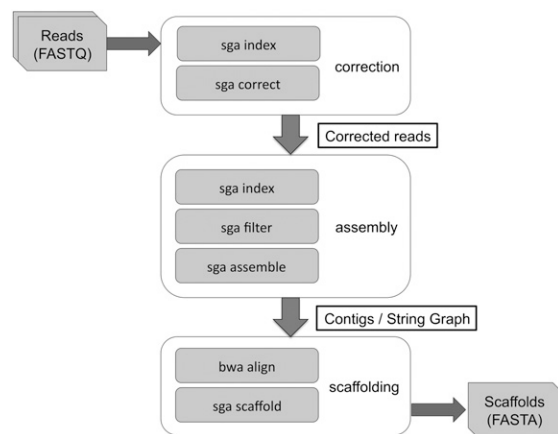 Reads
(FASTQ)
sga index
sga correct
correction
Corrected reads
sga index
sga filter
sga assemble
assembly
Contigs / String Graph
bwa align
sga scaffold
scaffolding
Scaffolds
(FASTA)